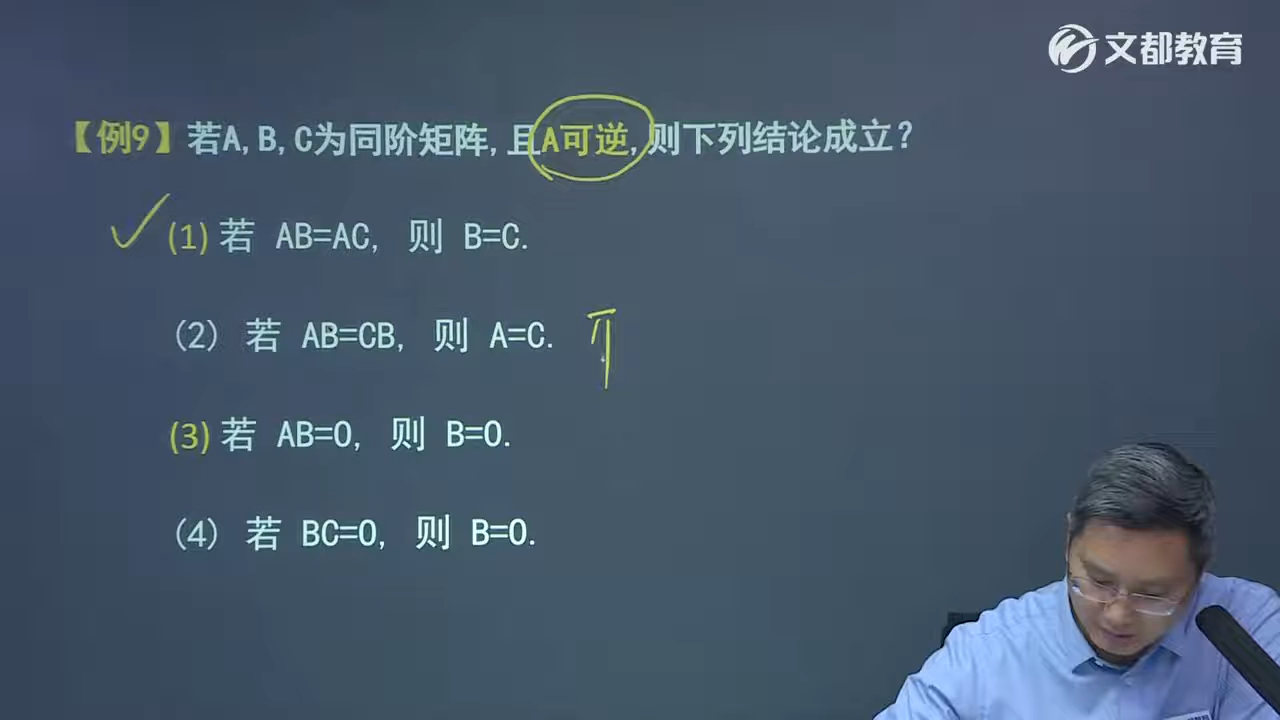 文都教育
【例9】若A,B,C为同阶矩阵,且A可逆,则下列结论成立?
(1) 若 AB=AC, 则 B=C.
(2) 若 AB=CB, 则 A=C.
(3) 若 AB=0, 则 B=0.
(4) 若 BC=0, 则 B=0.